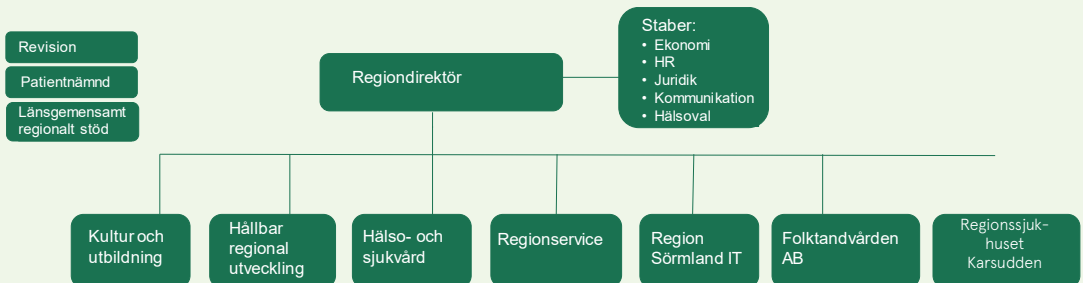 Revision
Patientnämnd
Länsgemensamt
regionalt stöd
Regiondirektör
Staber:
• Ekonomi
• HR
• Juridik
• Kommunikation
• Hälsoval
Kultur och
utbildning
Hållbar
regional
utveckling
Hälso- och
sjukvård
Regionservice
Region
Sörmland IT
Folktandvården
AB
Regionssjuk-
huset
Karsudden